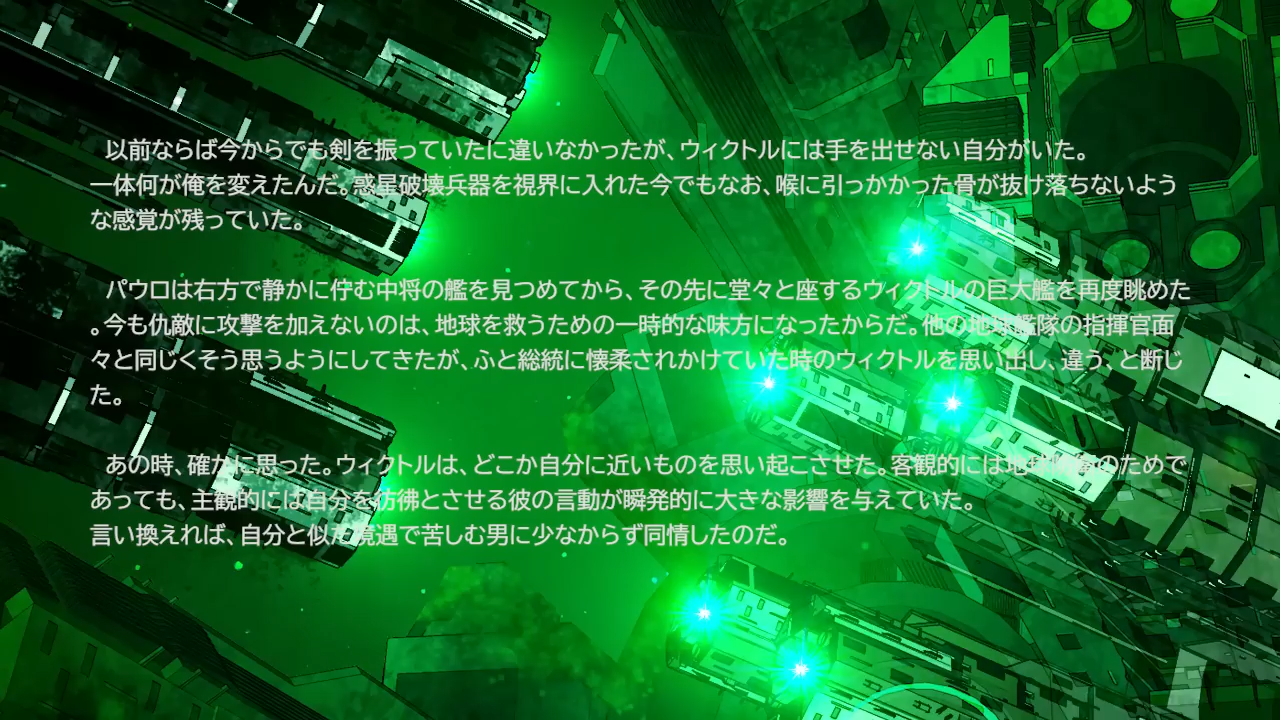 以前ならば今からでも剣を振っていたに違いなかったが、ウィクトルには手を出せない自分がいた。
一体何が俺を変えたんだ。惑星破壊兵器を視界に入れた今でもなお、喉に引っかかった骨が抜け落ちないよう
な感覚が残っていた。
パウロは右方で静かに佇む中将の艦を見つめてから、その先に堂々と座するウィクトルの巨大艦を再度眺めた
。今も仇敵に攻撃を加えないのは、地球を救うための一時的な味方になったからだ。他の地球艦隊の指揮官面
々と同じくそう思うようにしてきたが、ふと総統に懐柔されかけていた時のウィクトルを思い出し、違う、と断じ
た。
あの時、確かに思った。ウィクトルは、どこか自分に近いものを思い起こさせた。客観的には地球防衛のためで
あっても、主観的には自分を彷彿とさせる彼の言動が瞬発的に大きな影響を与えていた。
言い換えれば、自分と似た境遇で苦しむ男に少なからず同情したのだ。